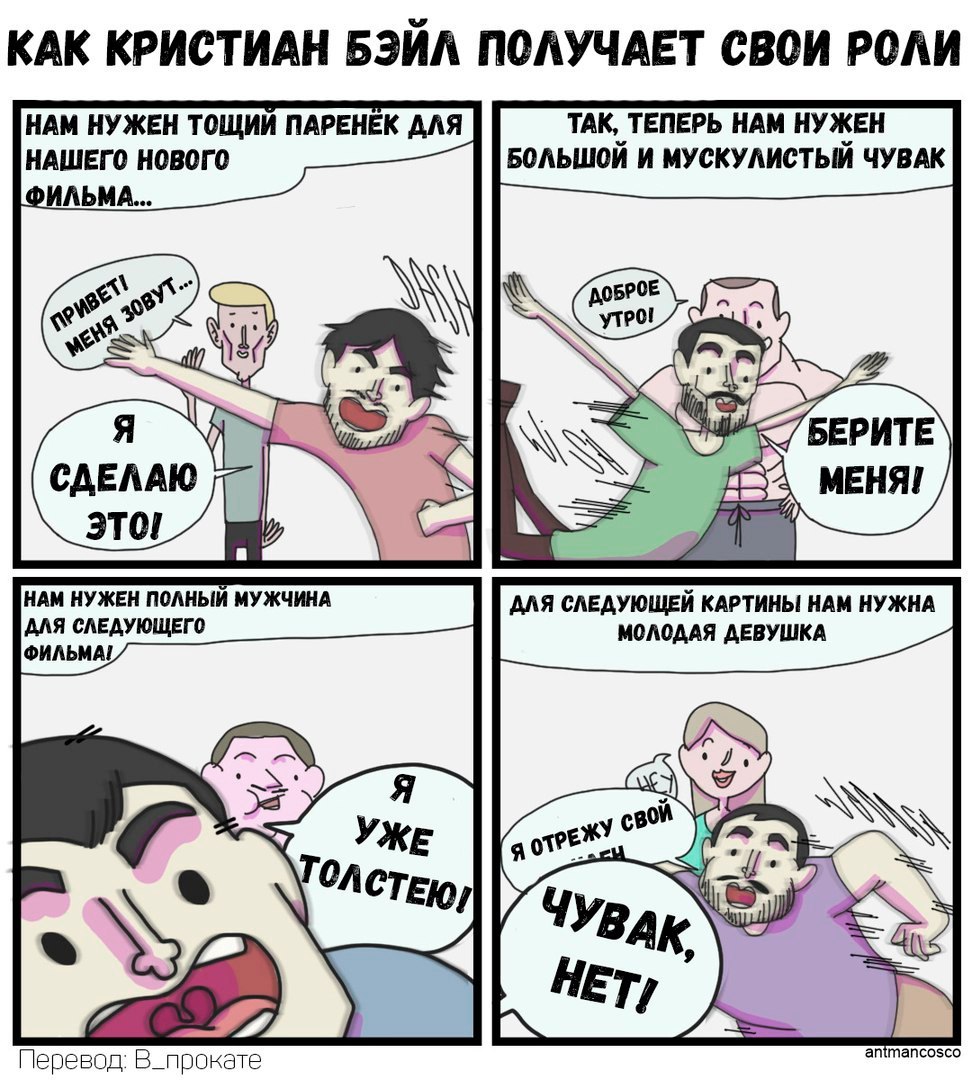 КАК КРИСТИАН БЭЙЛ ПОЛУЧАЕТ СВОИ РОЛИ
НАМ НУЖЕН ТОЩИЙ ПАРЕНЁК ДЛЯ
НАШЕГО НОВОГО
ФИЛЬМА...
ПРИВЕТ!
МЕНЯ ЗОВУТ...
DASH
Я
СДЕЛАЮ
ЭТО!
ТАК, ТЕПЕРЬ НАМ НУЖЕН
БОЛЬШОЙ И МУСКУЛИСТЫЙ ЧУВАК
ДОБРОЕ
УТРО!
БЕРИТЕ
МЕНЯ!
НАМ НУЖЕН ПОЛНЫЙ МУЖЧИНА
ДЛЯ СЛЕДУЮЩЕГО
ФИЛЬМА!
Я
УЖЕ
ТОЛСТЕЮ!
ДЛЯ СЛЕДУЮЩЕЙ КАРТИНЫ НАМ НУЖНА
МОЛОДАЯ ДЕВУШКА
HEY
Я ОТРЕЖУ СВОЙ
ЧУВАК,
НЕТ!
Перевод: В_прокате
antmancosco